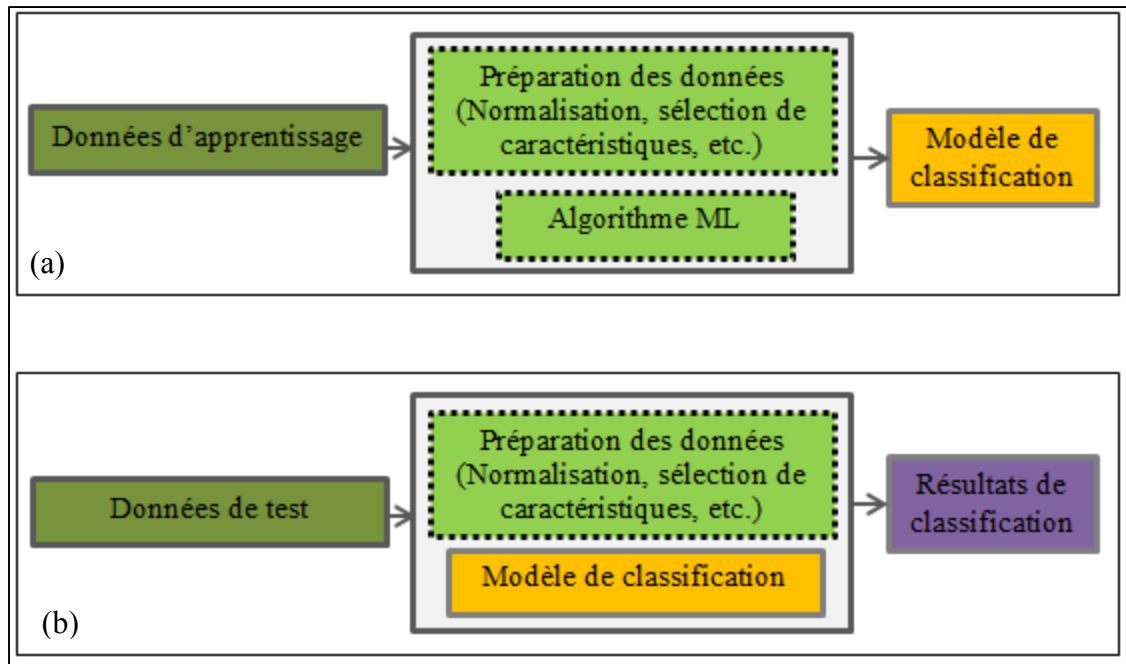 Données d'apprentissage
Préparation des données
(Normalisation, sélection de
caractéristiques, etc.)
Algorithme ML
Modèle de
classification
(a)
Données de test
Préparation des données
(Normalisation, sélection de
caractéristiques, etc.)
Modèle de classification
Résultats de
classification
(b)